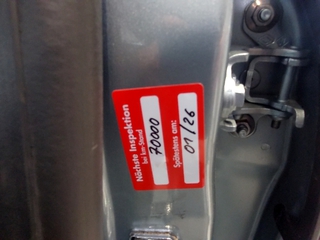 Nächste Inspektion
bei km-Stand
70000
Spätestens am:
01/26